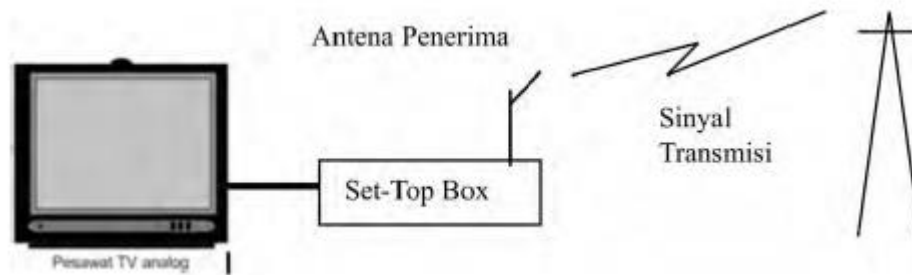 Antena Penerima
Sinyal
Transmisi
Set-Top Box
Pesawat TV analog